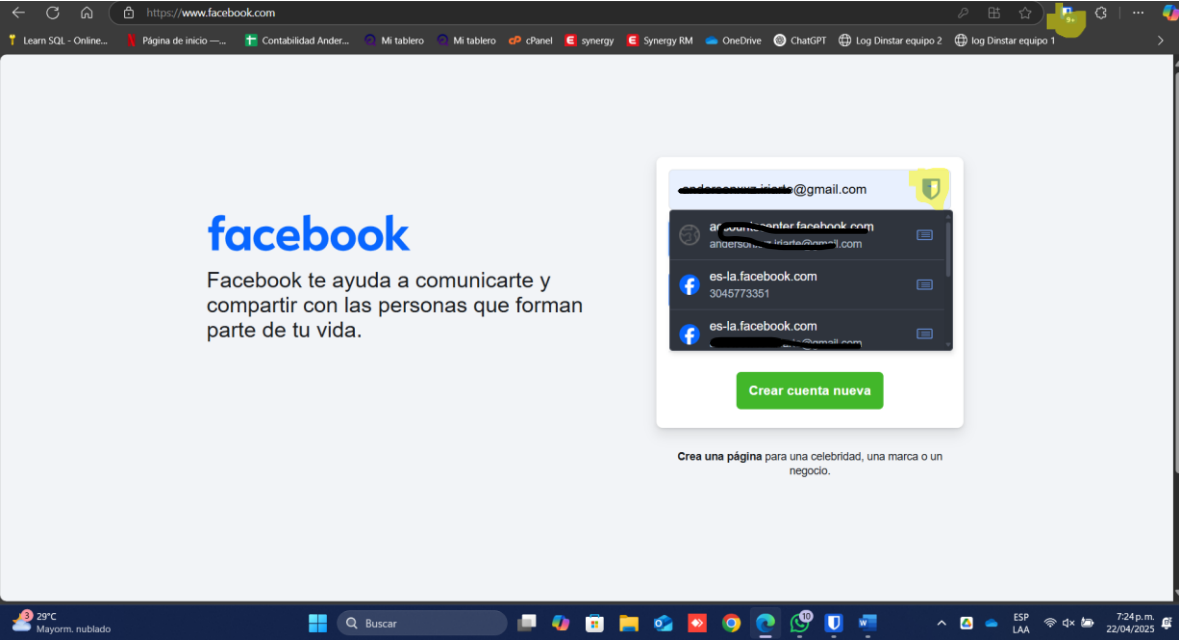 https://www.facebook.com
9+
Learn SQL - Online...
Página de inicio —...
Contabilidad Ander...
Mi tablero
Mi tablero
cPanel
synergy
Synergy RM
OneDrive
ChatGPT
Log Dinstar equipo 2
log Dinstar equipo 1
facebook
Facebook te ayuda a comunicarte y
compartir con las personas que forman
parte de tu vida.
@gmail.com
es-la.facebook.com
3045773351
es-la.facebook.com
Crear cuenta nueva
Crea una página para una celebridad, una marca o un
negocio.
3
29°C
Mayorm. nublado
Buscar
10
ESP
LAA
7:24 p. m.
22/04/2025